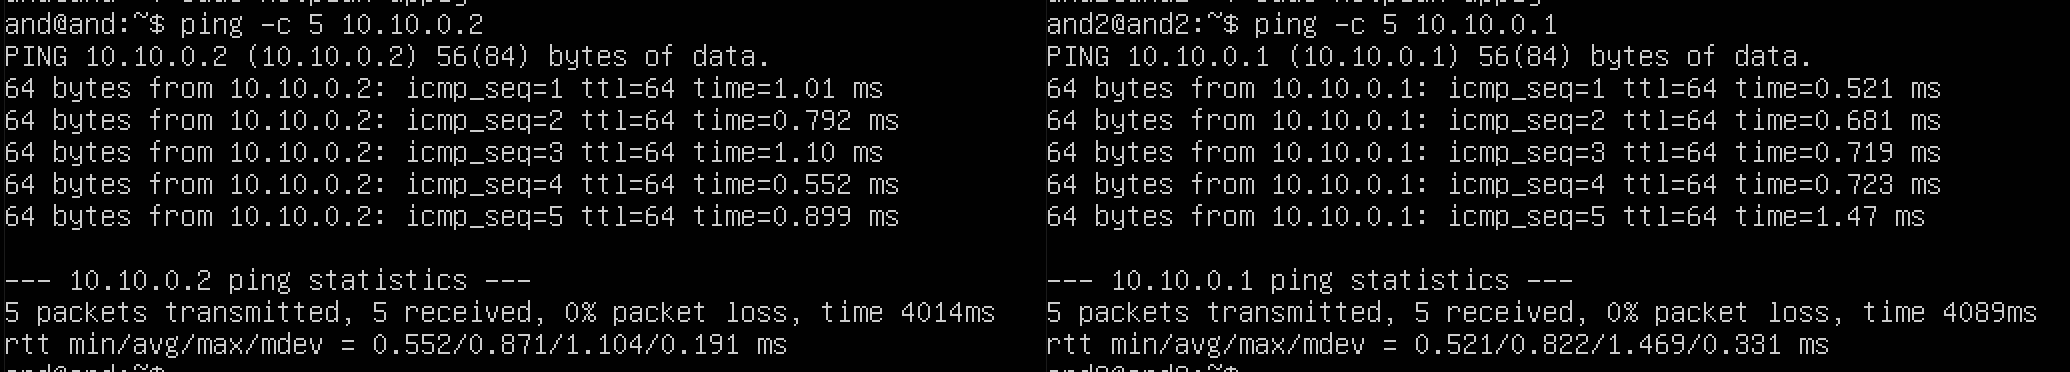 and@and:~$ ping -c 5 10.10.0.2
PING 10.10.0.2 (10.10.0.2) 56(84) bytes of data.
64 bytes from 10.10.0.2: icmp_seq=1 ttl=64 time=1.01 ms
64 bytes from 10.10.0.2: icmp_seq=2 ttl=64 time=0.792 ms
64 bytes from 10.10.0.2: icmp_seq=3 ttl=64 time=1.10 ms
64 bytes from 10.10.0.2: icmp_seq=4 ttl=64 time=0.552 ms
64 bytes from 10.10.0.2: icmp_seq=5 ttl=64 time=0.899 ms
--- 10.10.0.2 ping statistics ---
5 packets transmitted, 5 received, 0% packet loss, time 4014ms
rtt min/avg/max/mdev = 0.552/0.871/1.104/0.191 ms
and@and:~$
and2@and2:~$ ping -c 5 10.10.0.1
PING 10.10.0.1 (10.10.0.1) 56(84) bytes of data.
64 bytes from 10.10.0.1: icmp_seq=1 ttl=64 time=0.521 ms
64 bytes from 10.10.0.1: icmp_seq=2 ttl=64 time=0.681 ms
64 bytes from 10.10.0.1: icmp_seq=3 ttl=64 time=0.719 ms
64 bytes from 10.10.0.1: icmp_seq=4 ttl=64 time=0.723 ms
64 bytes from 10.10.0.1: icmp_seq=5 ttl=64 time=1.47 ms
--- 10.10.0.1 ping statistics ---
5 packets transmitted, 5 received, 0% packet loss, time 4089ms
rtt min/avg/max/mdev = 0.521/0.822/1.469/0.331 ms
and2@and2:~$